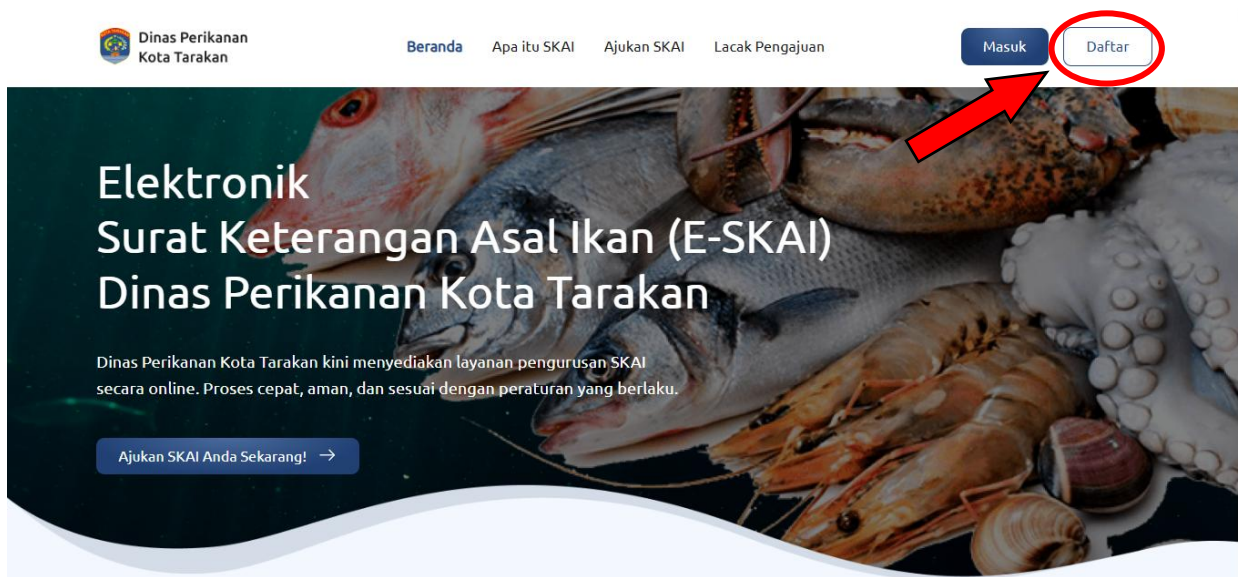 Dinas Perikanan
Kota Tarakan
Beranda
Apa itu SKAI
Ajukan SKAI
Lacak Pengajuan
Masuk
Daftar
Elektronik
Surat Keterangan Asal Ikan (E-SKAI)
Dinas Perikanan Kota Tarakan
Dinas Perikanan Kota Tarakan kini menyediakan layanan pengurusan SKAI
secara online. Proses cepat, aman, dan sesuai dengan peraturan yang berlaku.
Ajukan SKAI Anda Sekarang! →